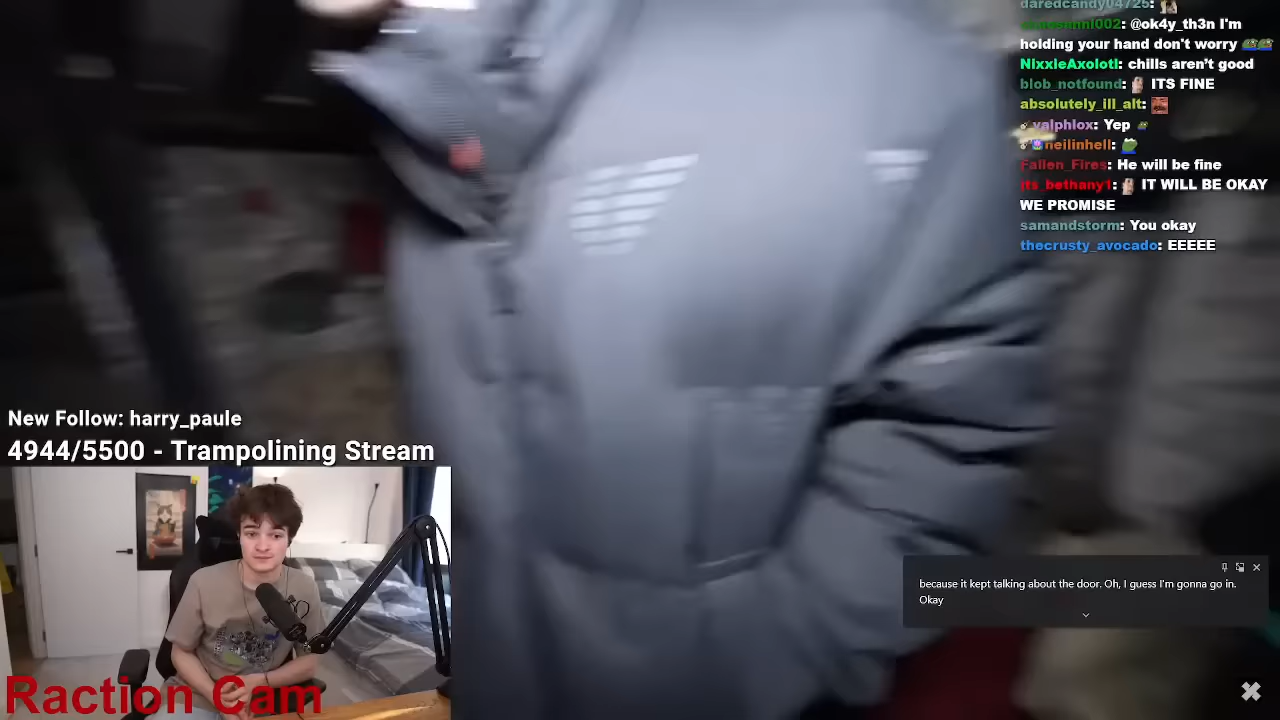 daredcandy04725:
@ok4y_th3n I'm
holding your hand don't worry
NixxieAxolotl: chills aren't good
blob_notfound: ITS FINE
absolutely_ill_alt:
valphlox: Yep
neilinhell:
Fallen_Fires: He will be fine
its_bethany1: IT WILL BE OKAY
WE PROMISE
samandstorm: You okay
thecrusty_avocado: EEEEE
New Follow: harry_paule
4944/5500 - Trampolining Stream
because it kept talking about the door. Oh, I guess I'm gonna go in.
Okay
Raction Cam